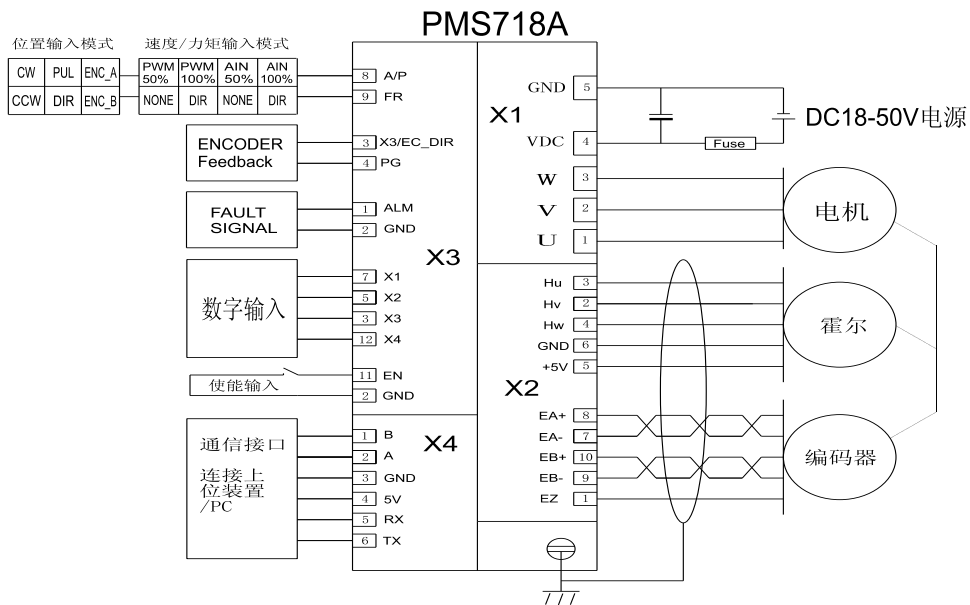 PMS718A
位置输入模式
速度/力矩输入模式
CW PUL ENC_A
CCW DIR ENC_B
PWM 50% PWM 100% AIN 50% AIN 100%
NONE DIR NONE DIR
8 A/P
9 FR
ENCODER
Feedback
3 X3/EC_DIR
4 PG
FAULT
SIGNAL
1 ALM
2 GND
X3
数字输入
7 X1
5 X2
3 X3
12 X4
使能输入
11 EN
2 GND
通信接口
连接上
位装置
/PC
X4
1 B
2 A
3 GND
4 5V
5 RX
6 TX
X1
GND 5
VDC 4
W 3
V 2
U 1
Fuse
DC18-50V电源
电机
X2
Hu 3
Hv 2
Hw 4
GND 6
+5V 5
霍尔
EA+ 8
EA- 7
EB+ 10
EB- 9
EZ 1
编码器